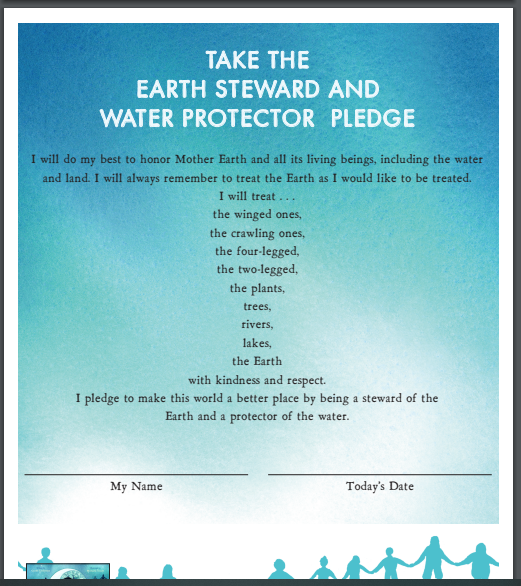 TAKE THE
EARTH STEWARD AND
WATER PROTECTOR PLEDGE
I will do my best to honor Mother Earth and all its living beings, including the water
and land. I will always remember to treat the Earth as I would like to be treated.
I will treat . . .
the winged ones,
the crawling ones,
the four-legged,
the two-legged,
the plants,
trees,
rivers,
lakes,
the Earth
with kindness and respect.
I pledge to make this world a better place by being a steward of the
Earth and a protector of the water.
My Name
Today's Date